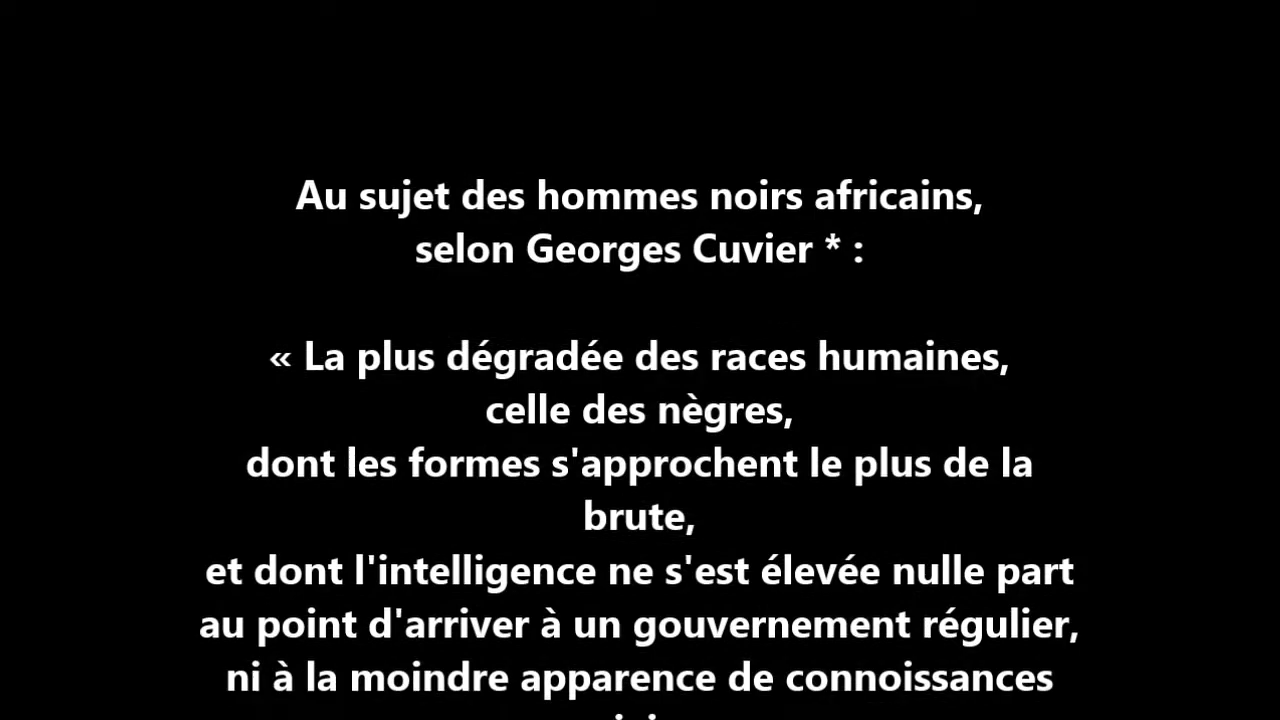 Au sujet des hommes noirs africains,
selon Georges Cuvier * :
« La plus dégradée des races humaines,
celle des nègres,
dont les formes s'approchent le plus de la
brute,
et dont l'intelligence ne s'est élevée nulle part
au point d'arriver à un gouvernement régulier,
ni à la moindre apparence de connoissances